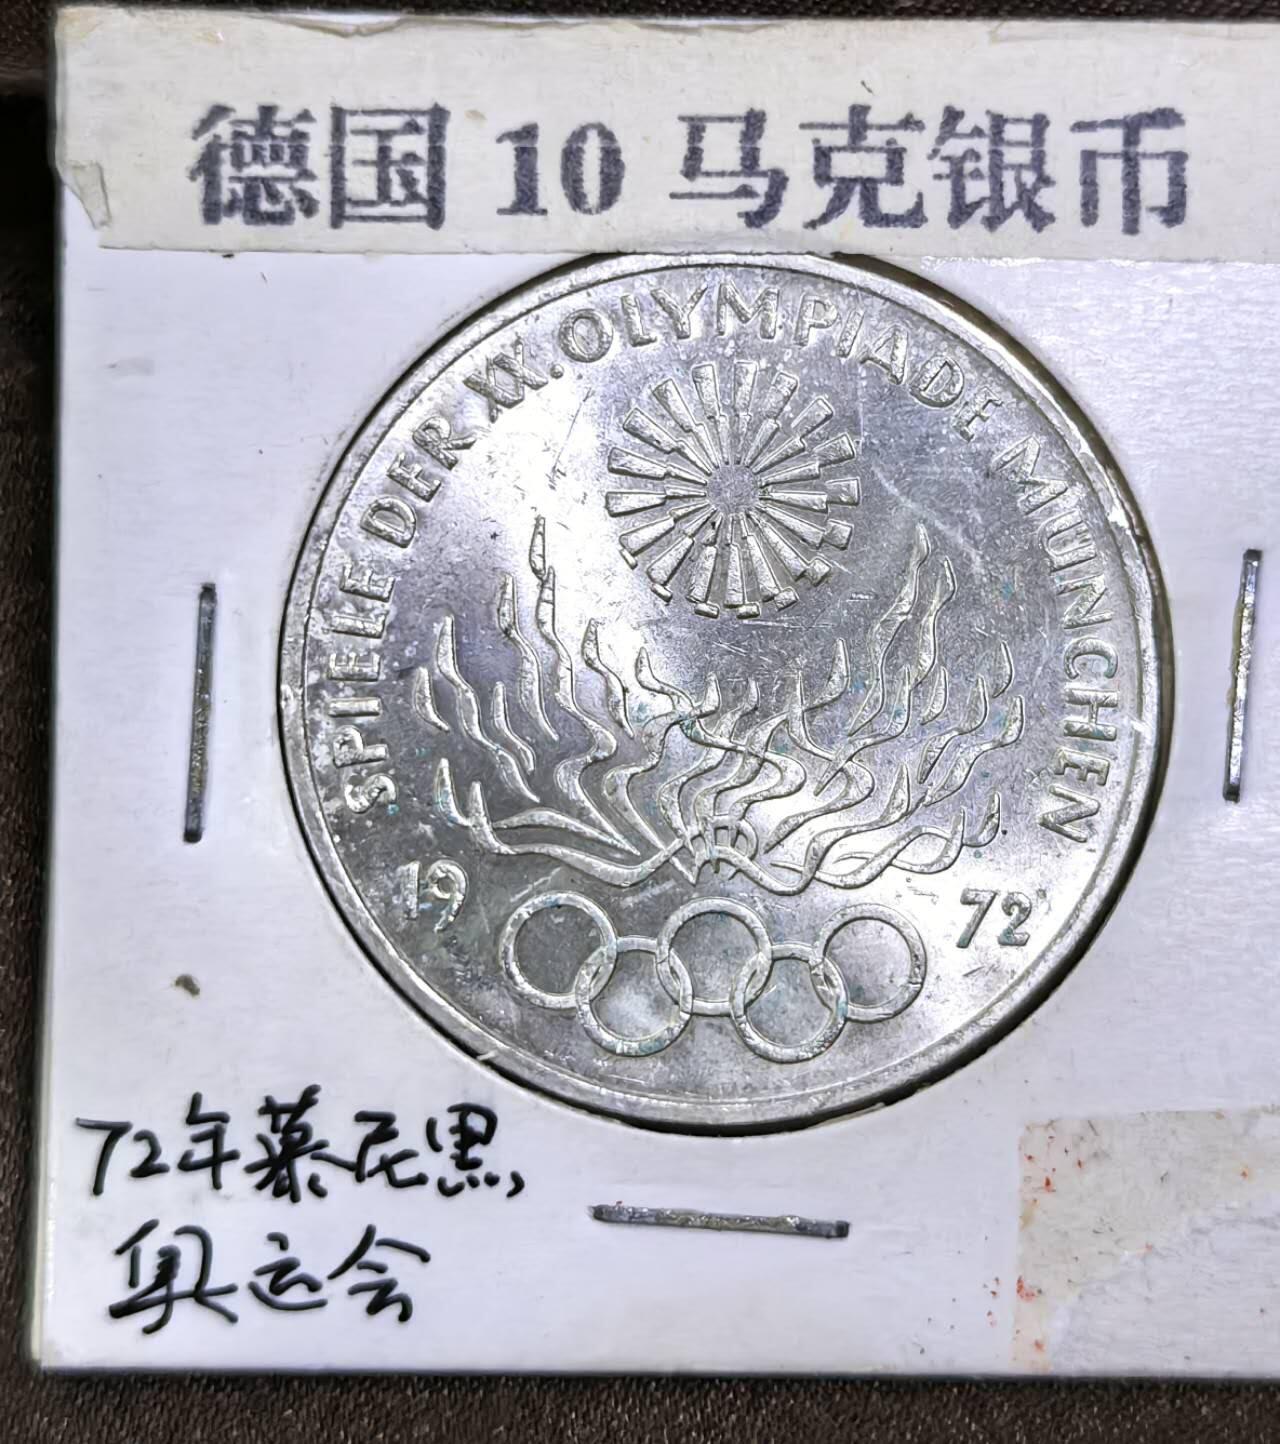 德国 10 马克银币
SPIELE DER XX. OLYMPIADE MÜNCHEN
19 72
72年慕尼黑
奥运会